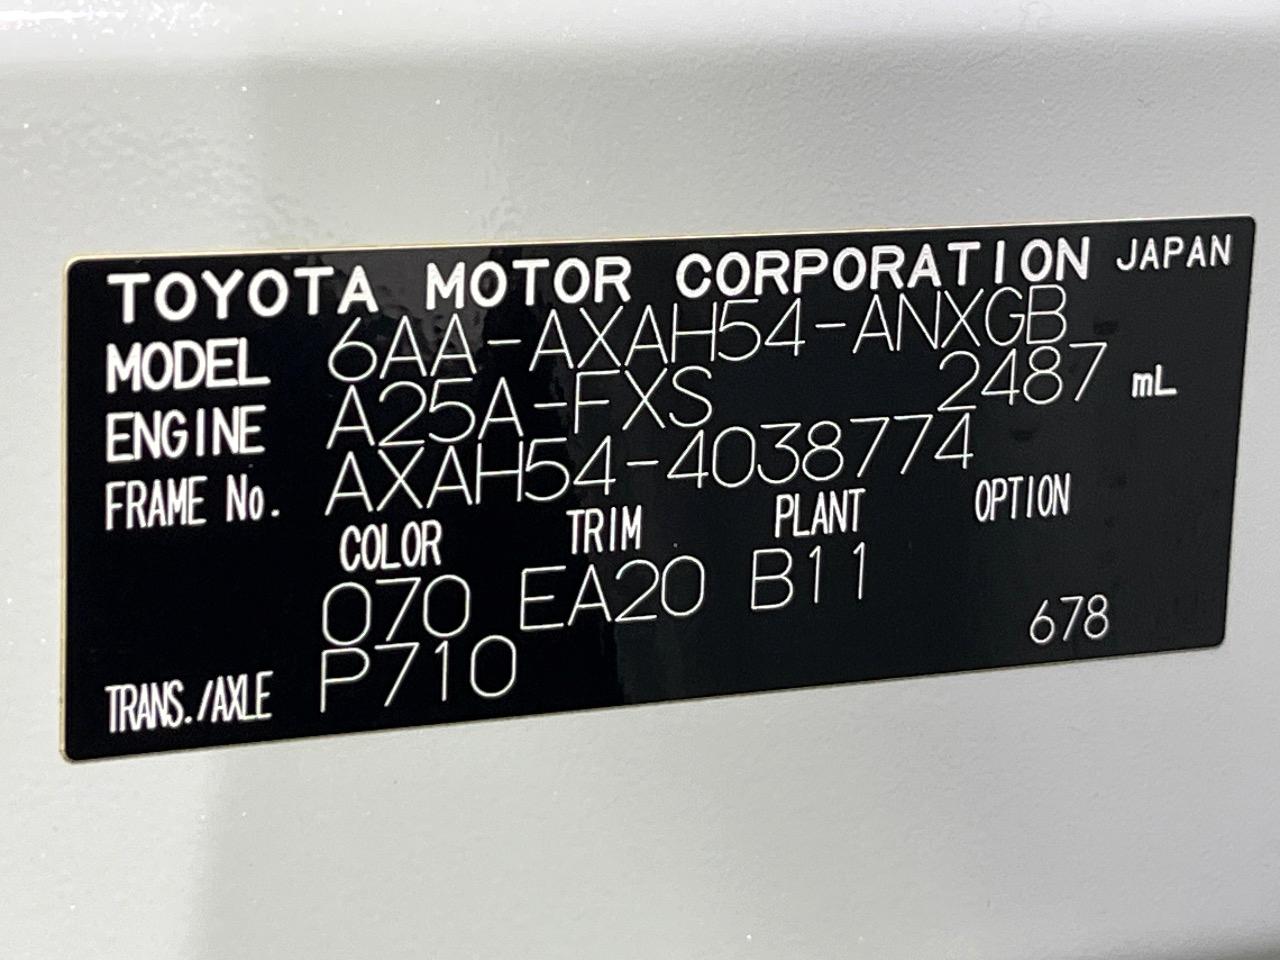 TOYOTA MOTOR CORPORATION JAPAN
MODEL 6AA-AXAH54-ANXGB
ENGINE A25A-FXS 2487 mL
FRAME No. AXAH54-4038774
COLOR TRIM PLANT OPTION
070 EA20 B11
678
TRANS./AXLE P710